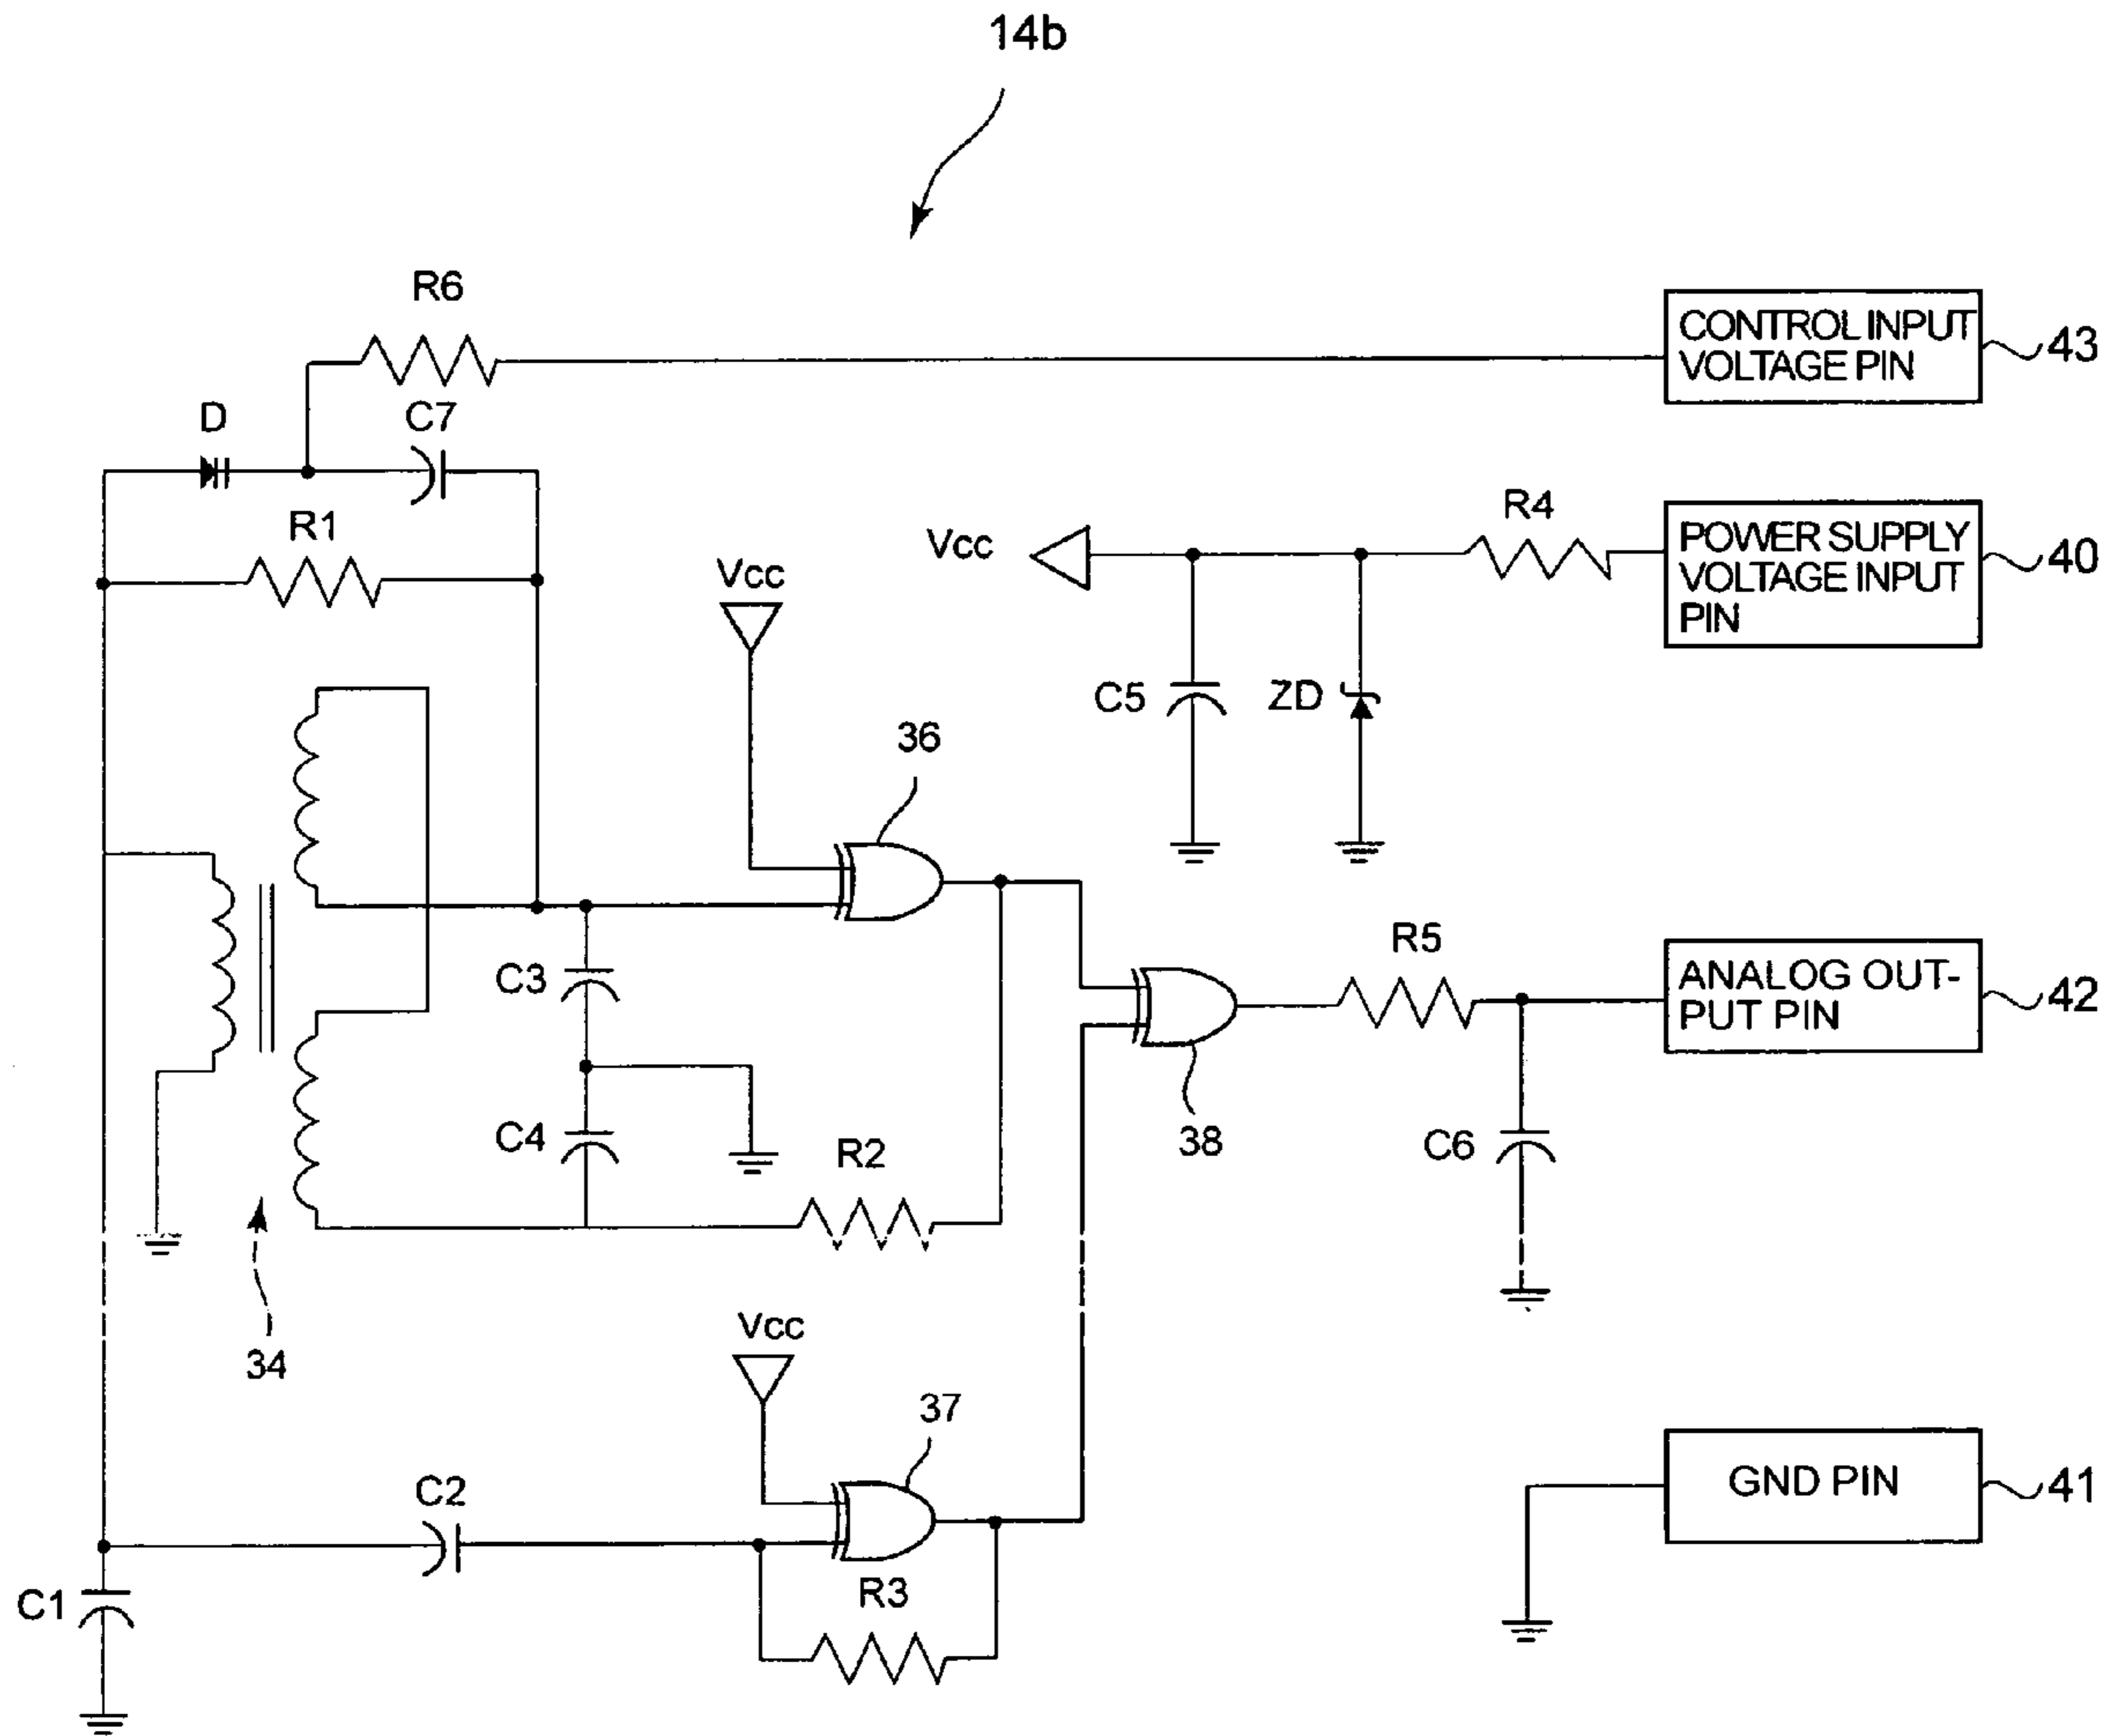 14b
R6
CONTROL INPUT
VOLTAGE PIN
43
D
C7
R1
R4
Vcc
POWER SUPPLY
VOLTAGE INPUT
PIN
40
Vcc
C5
ZD
36
C3
R5
ANALOG OUT-
PUT PIN
42
C4
R2
38
C6
34
Vcc
37
C2
GND PIN
41
C1
R3